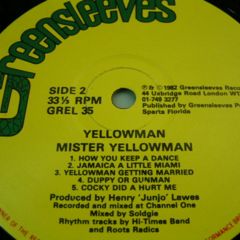 Greensleeves
SIDE 2
33⅓ RPM
GREL 35
℗ & © 1982 Greensleeves Reco
44 Uxbridge Road London W1
01-749 3277
Published by Greensleeves P
Sparta Florida
YELLOWMAN
MISTER YELLOWMAN
1. HOW YOU KEEP A DANCE
2. JAMAICA A LITTLE MIAMI
3. YELLOWMAN GETTING MARRIED
4. DUPPY OR GUNMAN
5. COCKY DID A HURT ME
Produced by Henry 'Junjo' Lawes
Recorded and mixed at Channel One
Mixed by Soldgie
Rhythm tracks by Hi-Times Band
and Roots Radics